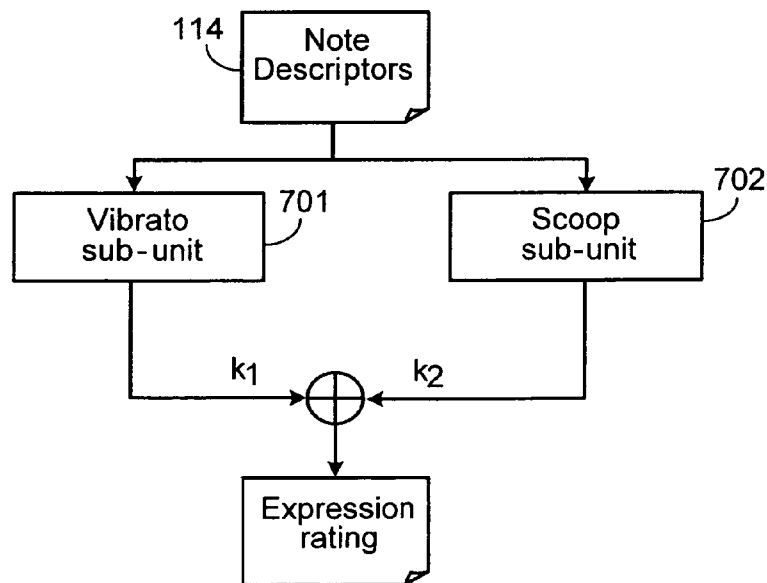 114
Note
Descriptors
701
Vibrato
sub-unit
702
Scoop
sub-unit
k1
k2
Expression
rating